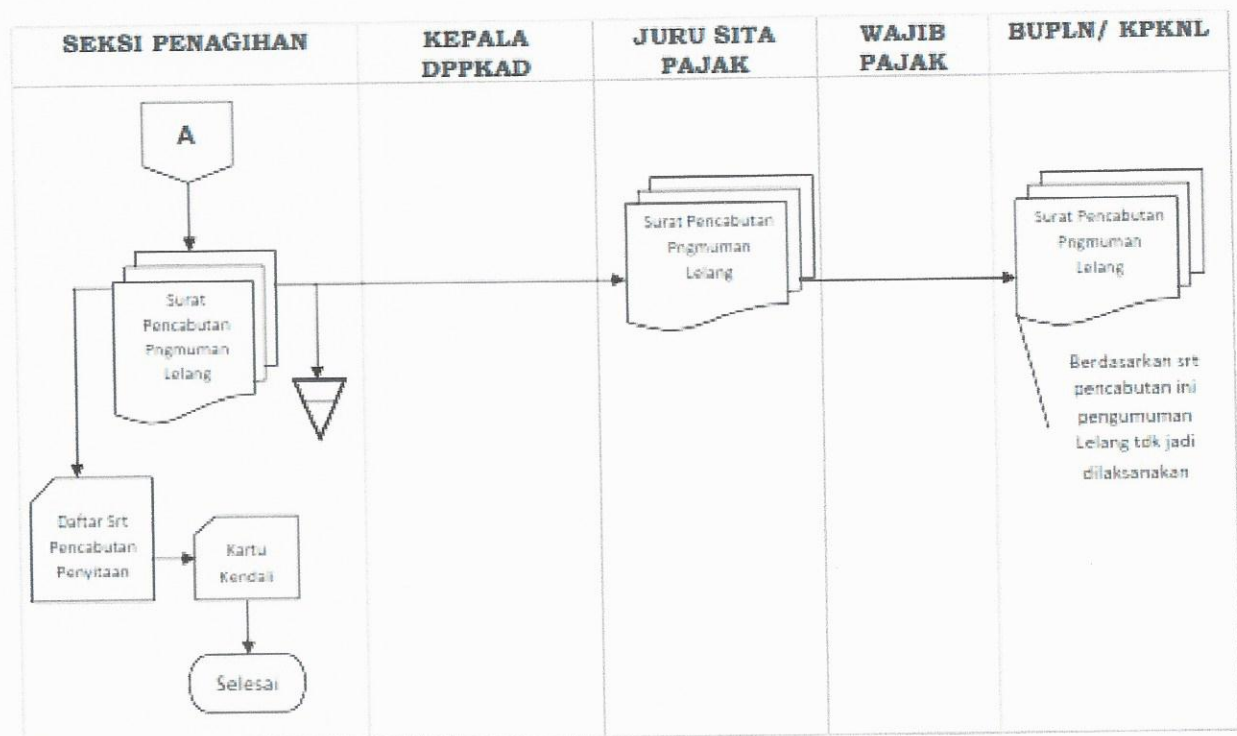 SEKSI PENAGIHAN
KEPALA
DPPKAD
JURU SITA
PAJAK
WAJIB
PAJAK
BUPLN/ KPKNL
A
Surat
Pencabutan
Pngmuman
Lelang
Surat Pencabutan
Pngmuman
Lelang
Surat Pencabutan
Pngmuman
Lelang
Berdasarkan srt
pencabutan ini
pengumuman
Lelang tdk jadi
dilaksanakan
Daftar Srt
Pencabutan
Penyitaan
Kartu
Kendali
Selesai